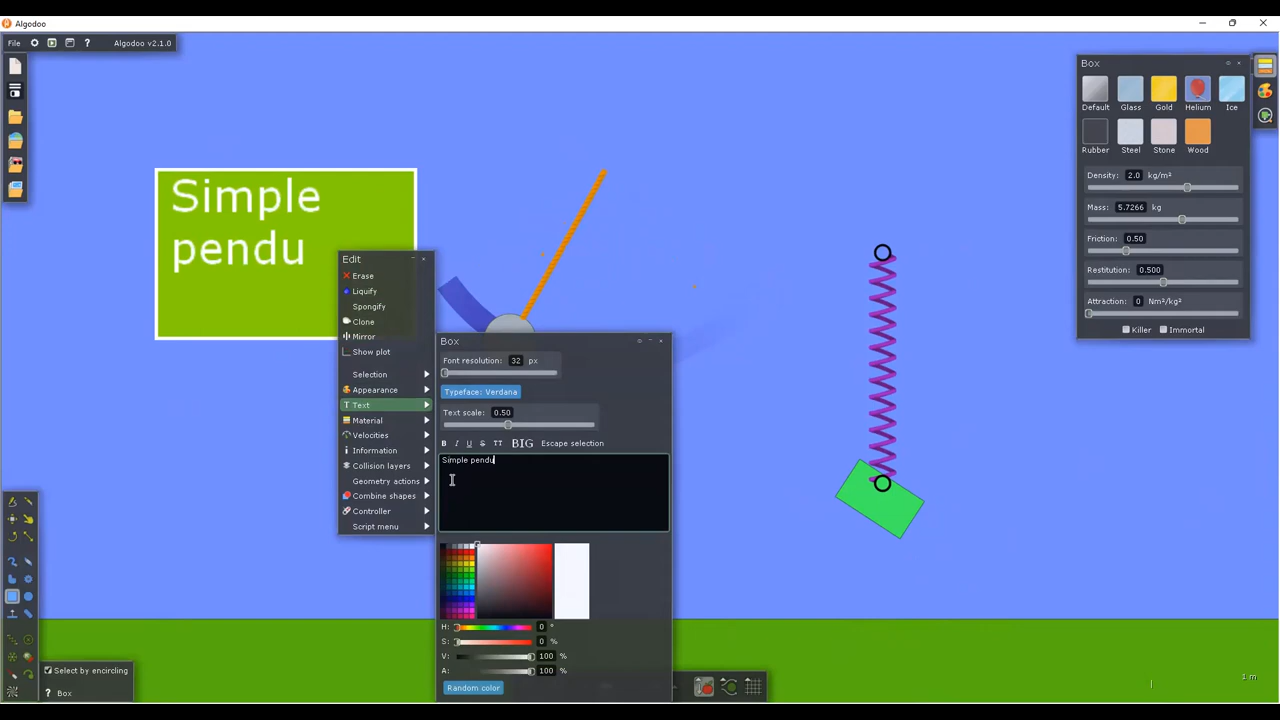 Algodoo
File
?
Algodoo v2.1.0
Simple
pendu
Edit
Erase
Liquify
Spongify
Clone
Mirror
Show plot
Selection
Appearance
T Text
Material
Velocities
Information
Collision layers
Geometry actions
Combine shapes
Controller
Script menu
Box
Font resolution: 32 px
Typeface: Verdana
Text scale: 0.50
B I U S TT BIG Escape selection
Simple pendu
H: 0 °
S: 0 %
V: 100 %
A: 100 %
Random color
Box
Default Glass Gold Helium Ice
Rubber Steel Stone Wood
Density: 2.0 kg/m²
Mass: 5.7266 kg
Friction: 0.50
Restitution: 0.500
Attraction: 0 Nm²/kg²
Killer Immortal
Select by encircling
? Box
1 m